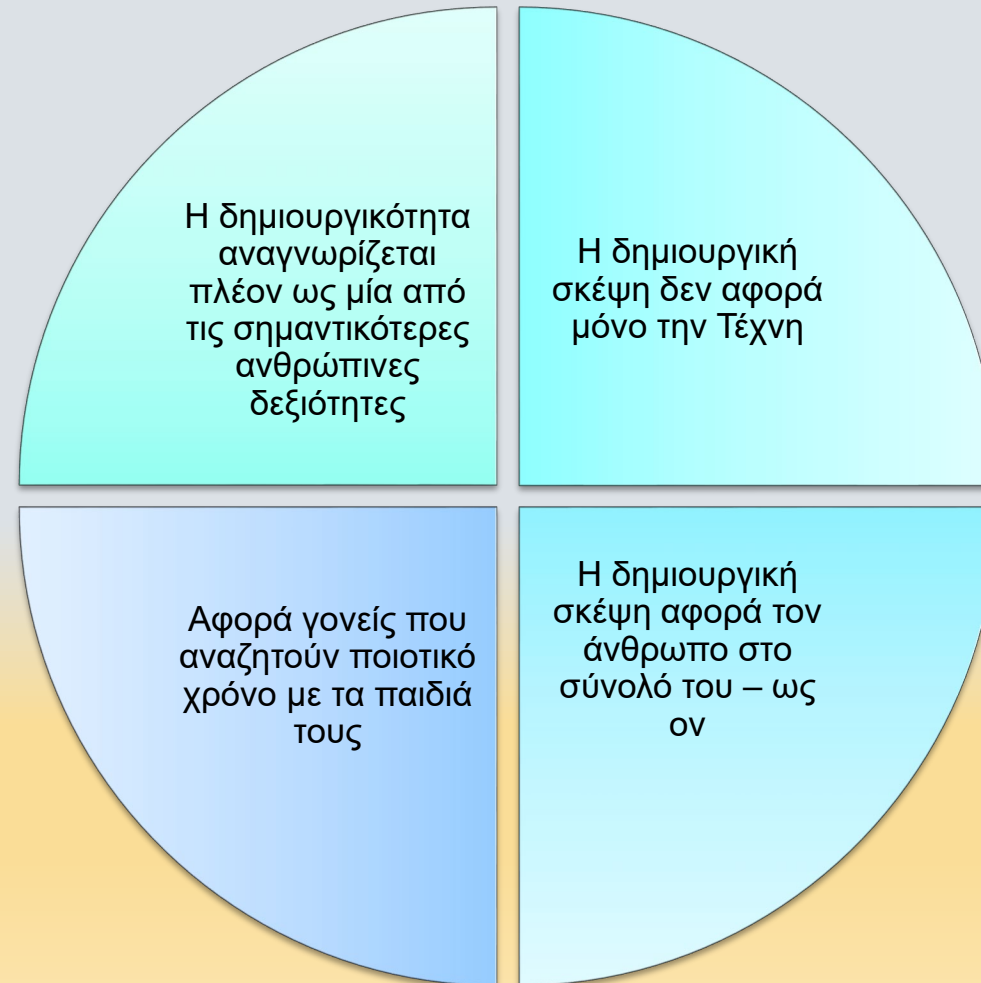 Η δημιουργικότητα
αναγνωρίζεται
πλέον ως μία από
τις σημαντικότερες
ανθρώπινες
δεξιότητες
Η δημιουργική
σκέψη δεν αφορά
μόνο την Τέχνη
Αφορά γονείς που
αναζητούν ποιοτικό
χρόνο με τα παιδιά
τους
Η δημιουργική
σκέψη αφορά τον
άνθρωπο στο
σύνολό του – ως
ον